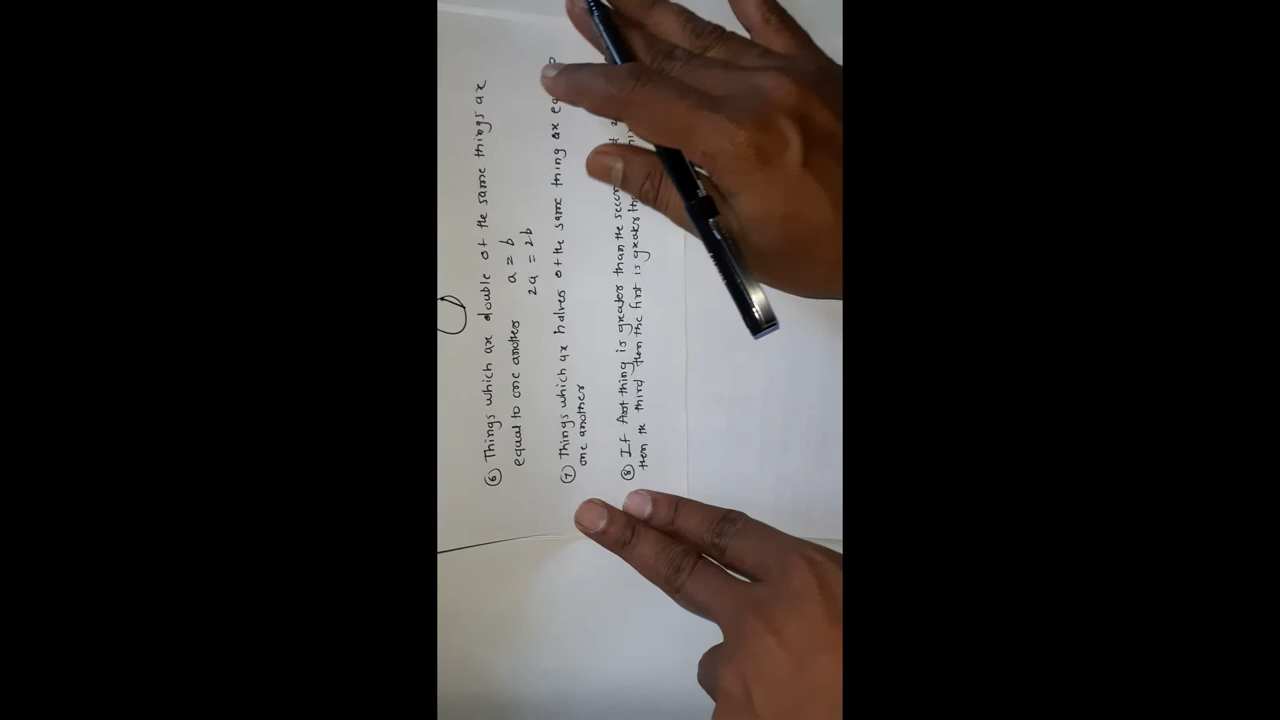 ⑥ Things which are double of the same things are
equal to one another a = b
2a = 2b
⑦ Things which are halves of the same thing are
one another
⑧ If first thing is greater than the
then the third then the first is greater